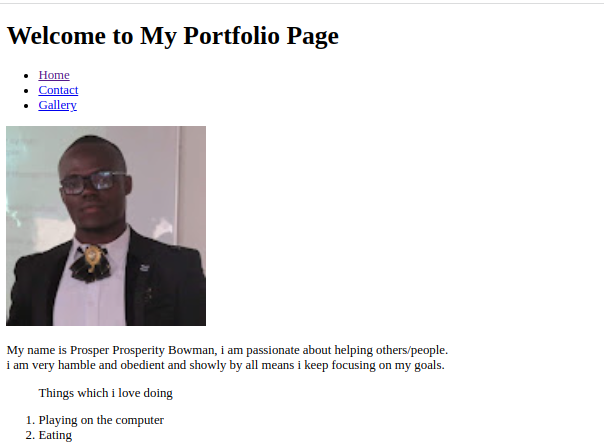 Welcome to My Portfolio Page
Home
Contact
Gallery
My name is Prosper Prosperity Bowman, i am passionate about helping others/people.
i am very hamble and obedient and showly by all means i keep focusing on my goals.
Things which i love doing
1. Playing on the computer
2. Eating